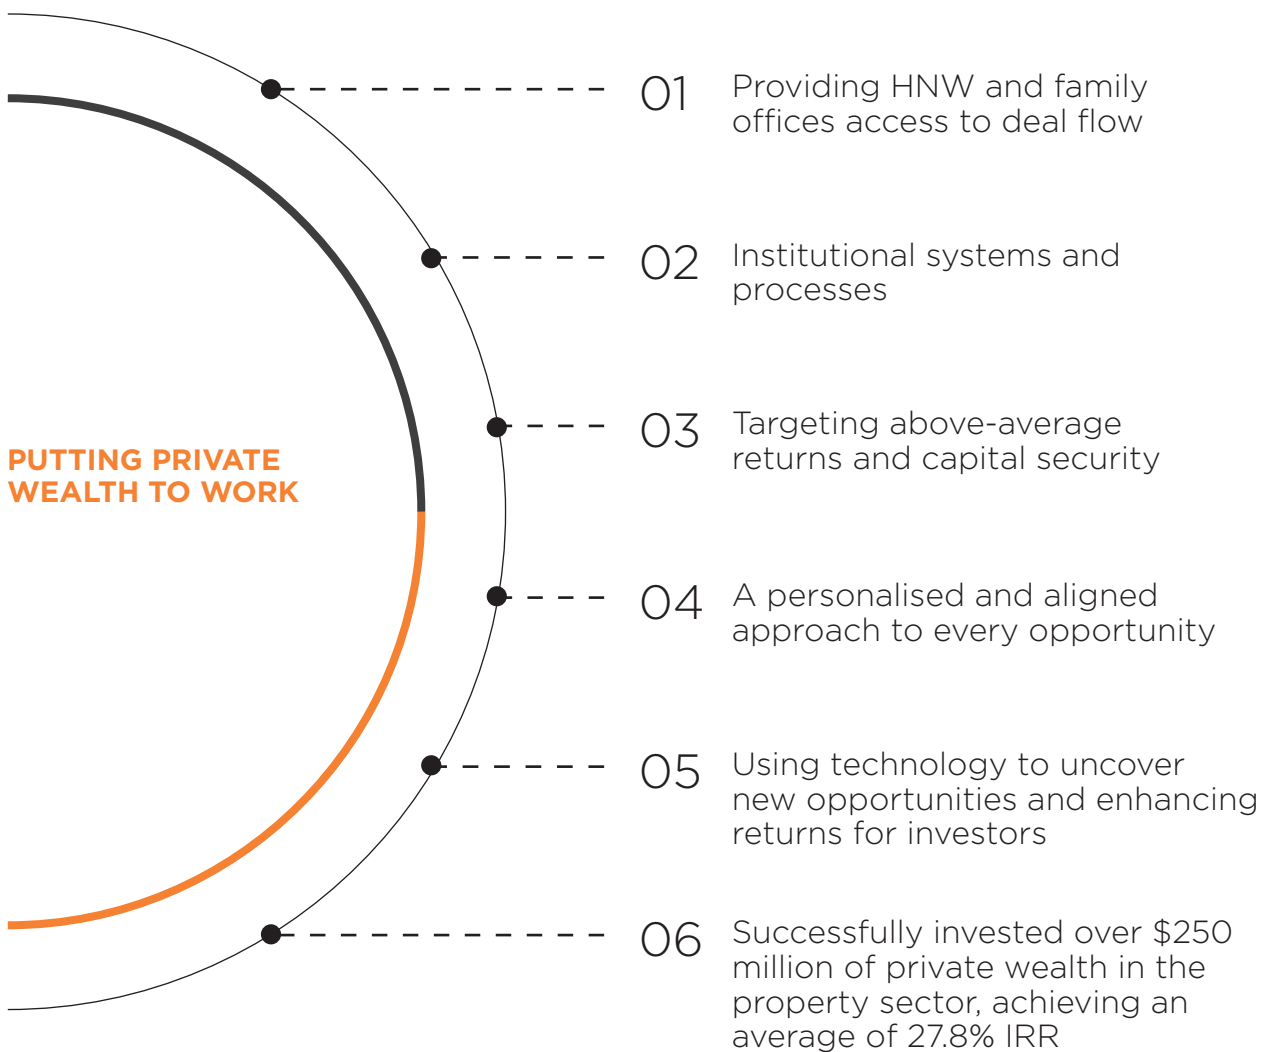 PUTTING PRIVATE
WEALTH TO WORK
01
Providing HNW and family
offices access to deal flow
02
Institutional systems and
processes
03
Targeting above-average
returns and capital security
04
A personalised and aligned
approach to every opportunity
05
Using technology to uncover
new opportunities and enhancing
returns for investors
06
Successfully invested over $250
million of private wealth in the
property sector, achieving an
average of 27.8% IRR